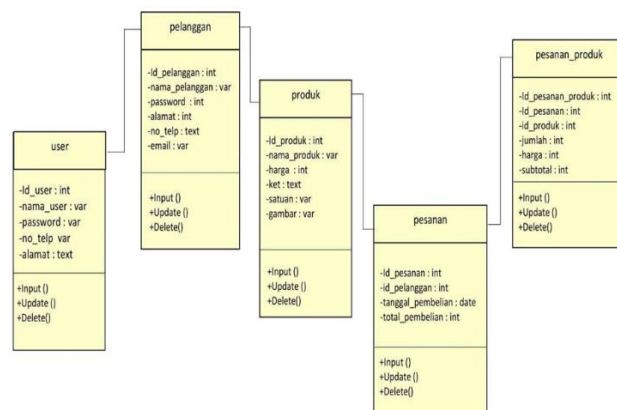 user
-Id_user : int
-nama_user : var
-password : var
-no_telp var
-alamat : text
+Input ()
+Update ()
+Delete()
pelanggan
-Id_pelanggan : int
-nama_pelanggan : var
-password : int
-alamat : int
-no_telp : text
-email : var
+Input ()
+Update ()
+Delete()
produk
-Id_produk : int
-nama_produk : var
-harga : int
-ket : text
-satuan : var
-gambar : var
+Input ()
+Update ()
+Delete()
pesanan
-Id_pesanan : int
-id_pelanggan : int
-tanggal_pembelian : date
-total_pembelian : int
+Input ()
+Update ()
+Delete()
pesanan_produk
-Id_pesanan_produk : int
-Id_pesanan : int
-id_produk : int
-jumlah : int
-harga : int
-subtotal : int
+Input ()
+Update ()
+Delete()